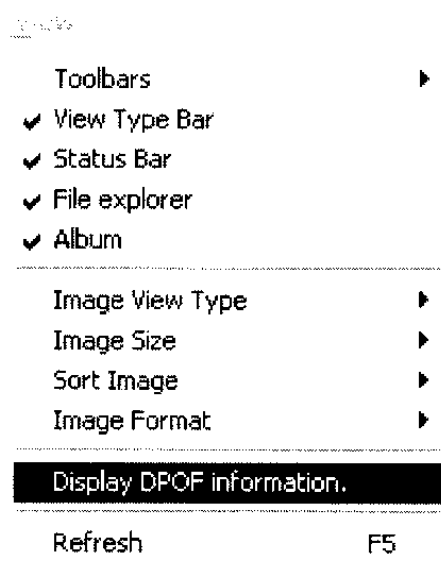 Toolbars
View Type Bar
Status Bar
File explorer
Album
Image View Type
Image Size
Sort Image
Image Format
Display DPOF information.
Refresh F5